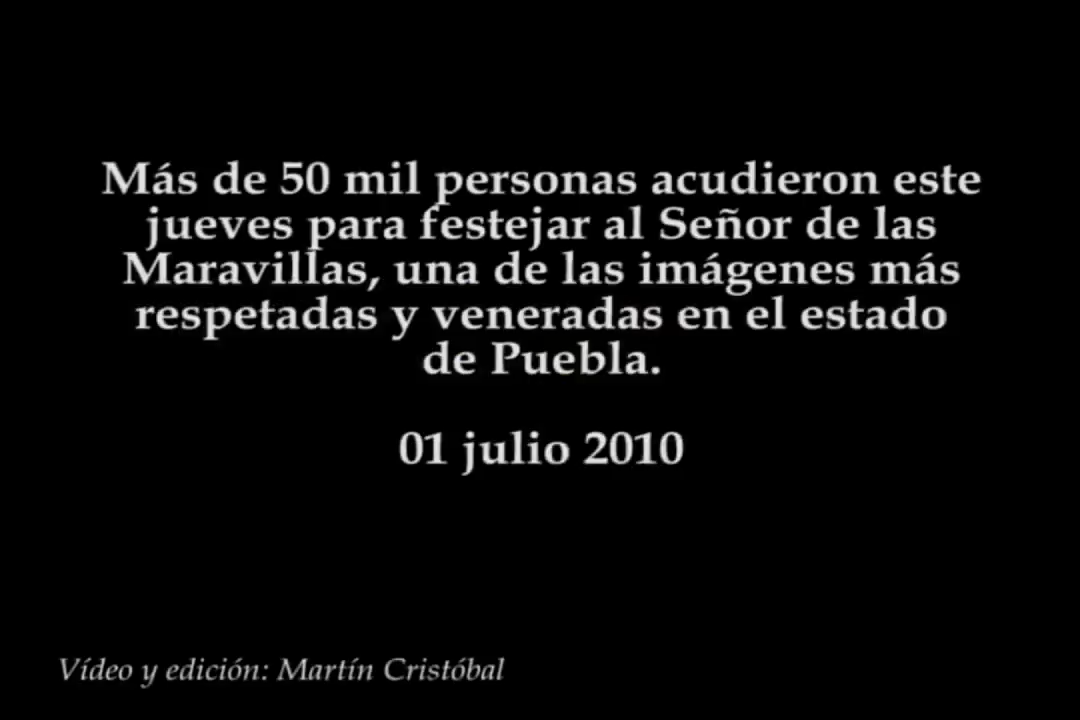 Más de 50 mil personas acudieron este
jueves para festejar al Señor de las
Maravillas, una de las imágenes más
respetadas y veneradas en el estado
de Puebla.
01 julio 2010
Vídeo y edición: Martín Cristóbal